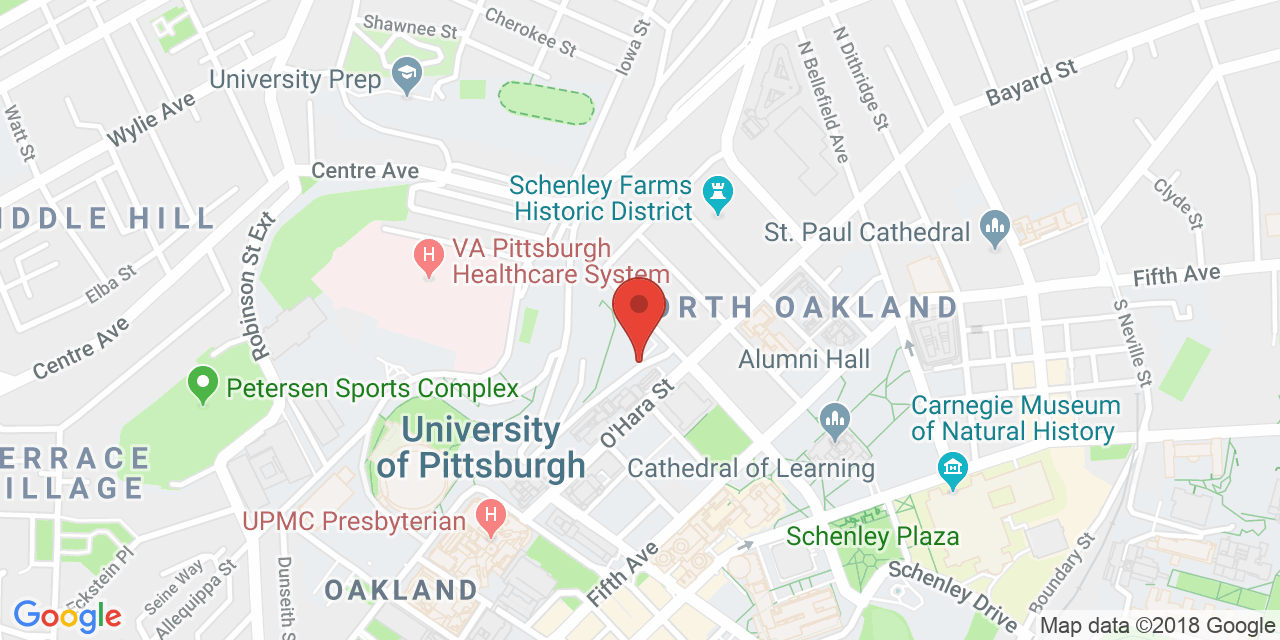 Shawnee St
Cherokee St
Iowa St
N Dithridge St
N Bellefield Ave
University Prep
Bayard St
Wylie Ave
Watt St
Centre Ave
Schenley Farms
Historic District
Clyde St
IDDLE HILL
Robinson St Ext
St. Paul Cathedral
VA Pittsburgh
Healthcare System
Elba St
Fifth Ave
ORTH OAKLAND
S Neville St
Centre Ave
Alumni Hall
Petersen Sports Complex
O'Hara St
Carnegie Museum
of Natural History
University
of Pittsburgh
ERRACE
ILLAGE
Cathedral of Learning
UPMC Presbyterian
Schenley Plaza
Eckstein Pl
Seine Way
Allequippa St
Dunseith S
OAKLAND
Fifth Ave
Schenley Drive
Boundary St
Google
Map data ©2018 Google